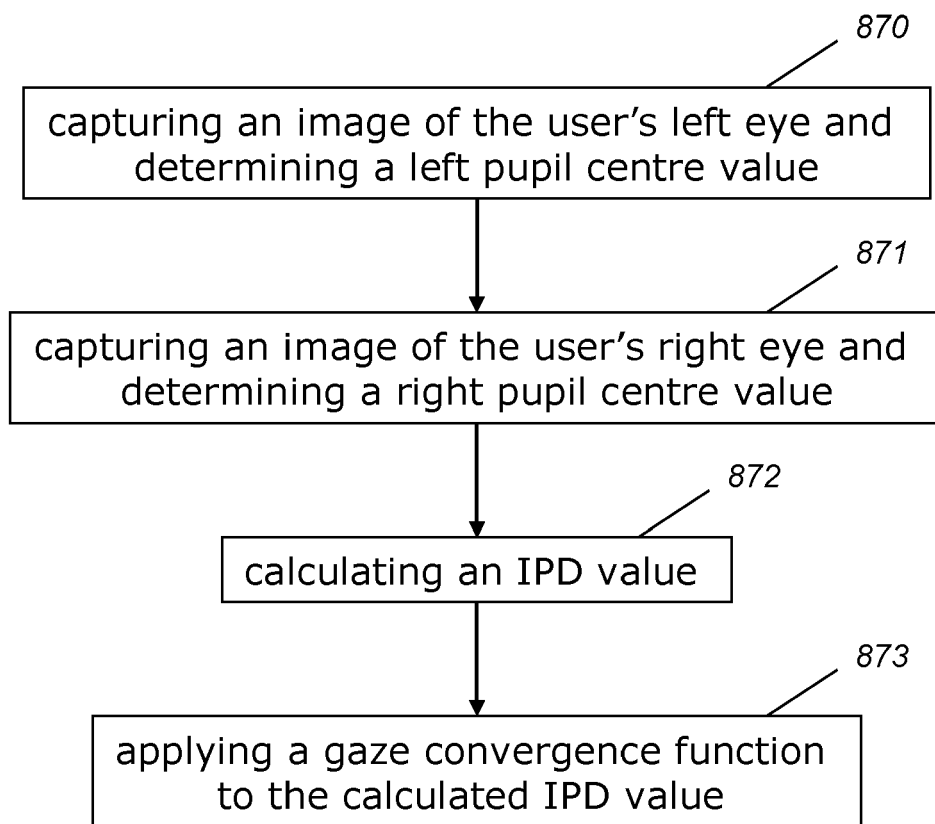 870
capturing an image of the user's left eye and
determining a left pupil centre value
871
capturing an image of the user's right eye and
determining a right pupil centre value
872
calculating an IPD value
873
applying a gaze convergence function
to the calculated IPD value